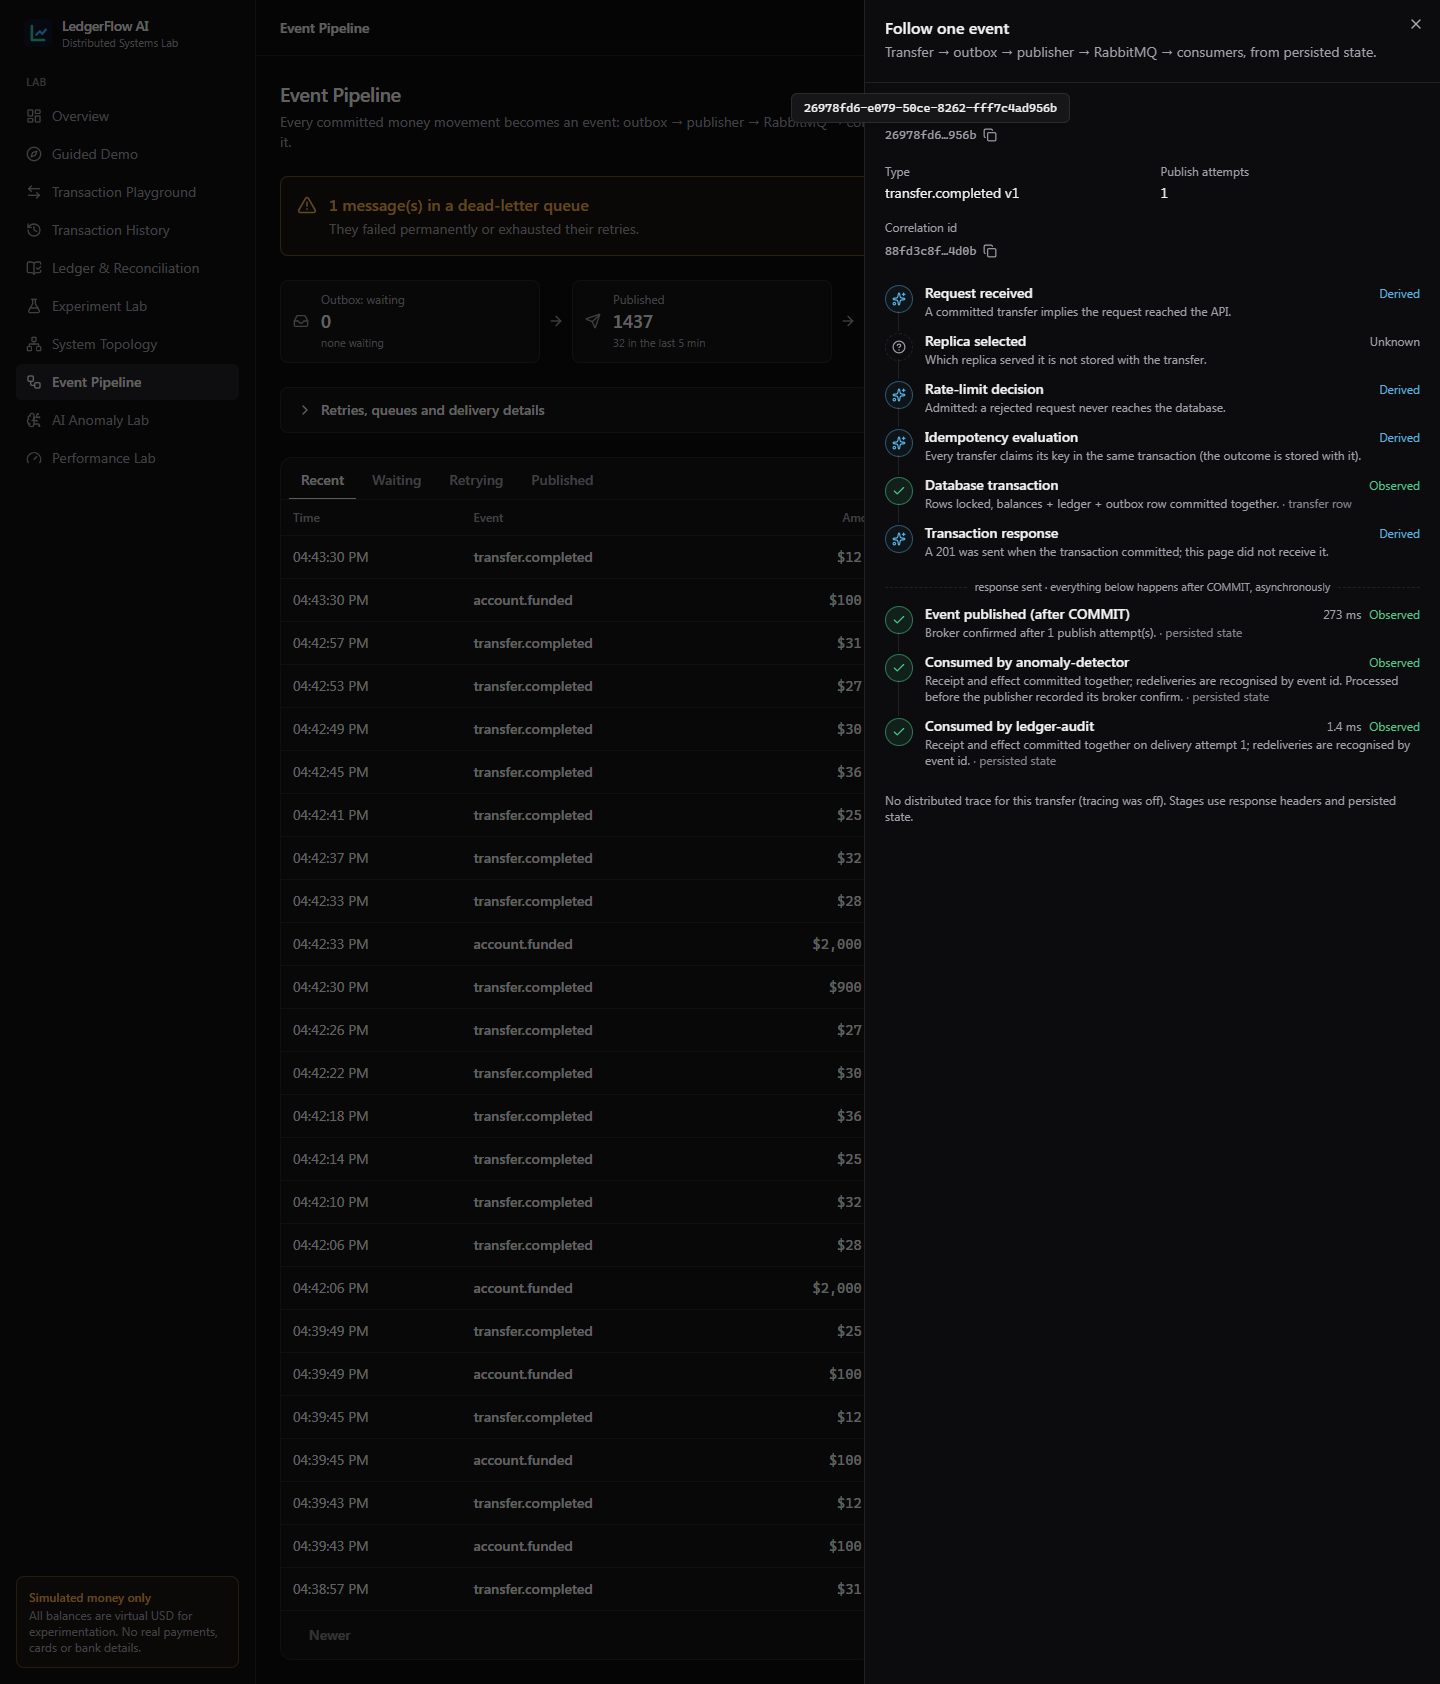 LedgerFlow AI
Distributed Systems Lab
LAB
Overview
Guided Demo
Transaction Playground
Transaction History
Ledger & Reconciliation
Experiment Lab
System Topology
Event Pipeline
AI Anomaly Lab
Performance Lab
Simulated money only
All balances are virtual USD for
experimentation. No real payments,
cards or bank details.
Event Pipeline
Event Pipeline
Every committed money movement becomes an event: outbox → publisher → RabbitMQ → co
it.
1 message(s) in a dead-letter queue
They failed permanently or exhausted their retries.
Outbox: waiting
0
none waiting
Published
1437
32 in the last 5 min
Retries, queues and delivery details
Recent Waiting Retrying Published
Time Event Amo
04:43:30 PM transfer.completed $12
04:43:30 PM account.funded $100
04:42:57 PM transfer.completed $31
04:42:53 PM transfer.completed $27
04:42:49 PM transfer.completed $30
04:42:45 PM transfer.completed $36
04:42:41 PM transfer.completed $25
04:42:37 PM transfer.completed $32
04:42:33 PM transfer.completed $28
04:42:33 PM account.funded $2,000
04:42:30 PM transfer.completed $900
04:42:26 PM transfer.completed $27
04:42:22 PM transfer.completed $30
04:42:18 PM transfer.completed $36
04:42:14 PM transfer.completed $25
04:42:10 PM transfer.completed $32
04:42:06 PM transfer.completed $28
04:42:06 PM account.funded $2,000
04:39:49 PM transfer.completed $25
04:39:49 PM account.funded $100
04:39:45 PM transfer.completed $12
04:39:45 PM account.funded $100
04:39:43 PM transfer.completed $12
04:39:43 PM account.funded $100
04:38:57 PM transfer.completed $31
Newer
Follow one event
Transfer → outbox → publisher → RabbitMQ → consumers, from persisted state.
26978fd6-e079-50ce-8262-fff7c4ad956b
26978fd6…956b
Type Publish attempts
transfer.completed v1 1
Correlation id
88fd3c8f…4d0b
Request received Derived
A committed transfer implies the request reached the API.
Replica selected Unknown
Which replica served it is not stored with the transfer.
Rate-limit decision Derived
Admitted: a rejected request never reaches the database.
Idempotency evaluation Derived
Every transfer claims its key in the same transaction (the outcome is stored with it).
Database transaction Observed
Rows locked, balances + ledger + outbox row committed together. · transfer row
Transaction response Derived
A 201 was sent when the transaction committed; this page did not receive it.
response sent · everything below happens after COMMIT, asynchronously
Event published (after COMMIT) 273 ms Observed
Broker confirmed after 1 publish attempt(s). · persisted state
Consumed by anomaly-detector Observed
Receipt and effect committed together; redeliveries are recognised by event id. Processed
before the publisher recorded its broker confirm. · persisted state
Consumed by ledger-audit 1.4 ms Observed
Receipt and effect committed together on delivery attempt 1; redeliveries are recognised by
event id. · persisted state
No distributed trace for this transfer (tracing was off). Stages use response headers and persisted
state.